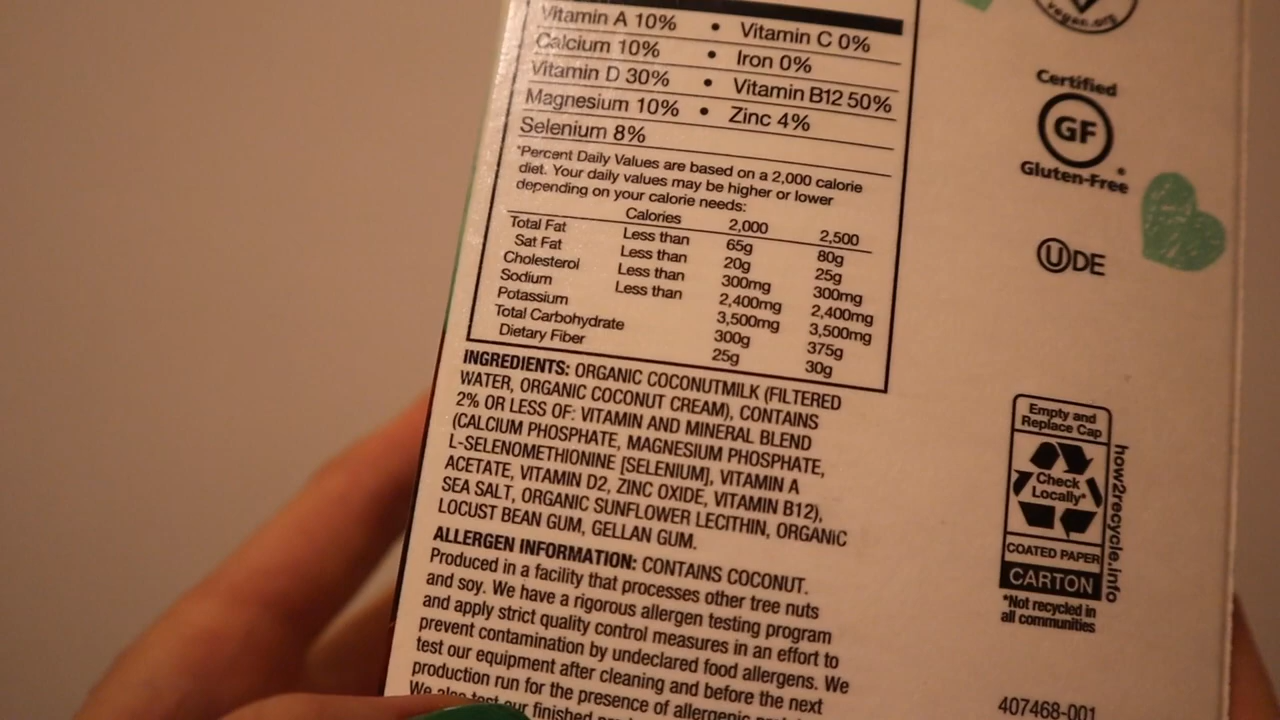 Vitamin A 10% • Vitamin C 0%
Calcium 10% • Iron 0%
Vitamin D 30% • Vitamin B12 50%
Magnesium 10% • Zinc 4%
Selenium 8%
*Percent Daily Values are based on a 2,000 calorie
diet. Your daily values may be higher or lower
depending on your calorie needs:
Calories 2,000 2,500
Total Fat Less than 65g 80g
Sat Fat Less than 20g 25g
Cholesterol Less than 300mg 300mg
Sodium Less than 2,400mg 2,400mg
Potassium 3,500mg 3,500mg
Total Carbohydrate 300g 375g
Dietary Fiber 25g 30g
INGREDIENTS: ORGANIC COCONUTMILK (FILTERED
WATER, ORGANIC COCONUT CREAM), CONTAINS
2% OR LESS OF: VITAMIN AND MINERAL BLEND
(CALCIUM PHOSPHATE, MAGNESIUM PHOSPHATE,
L-SELENOMETHIONINE [SELENIUM], VITAMIN A
ACETATE, VITAMIN D2, ZINC OXIDE, VITAMIN B12),
SEA SALT, ORGANIC SUNFLOWER LECITHIN, ORGANIC
LOCUST BEAN GUM, GELLAN GUM.
ALLERGEN INFORMATION: CONTAINS COCONUT.
Produced in a facility that processes other tree nuts
and soy. We have a rigorous allergen testing program
and apply strict quality control measures in an effort to
prevent contamination by undeclared food allergens. We
test our equipment after cleaning and before the next
production run for the presence of allergenic
We also test our finished
vegan.org
Certified
GF
Gluten-Free
U DE
Empty and
Replace Cap
Check
Locally*
COATED PAPER
CARTON
*Not recycled in
all communities
how2recycle.info
407468-001